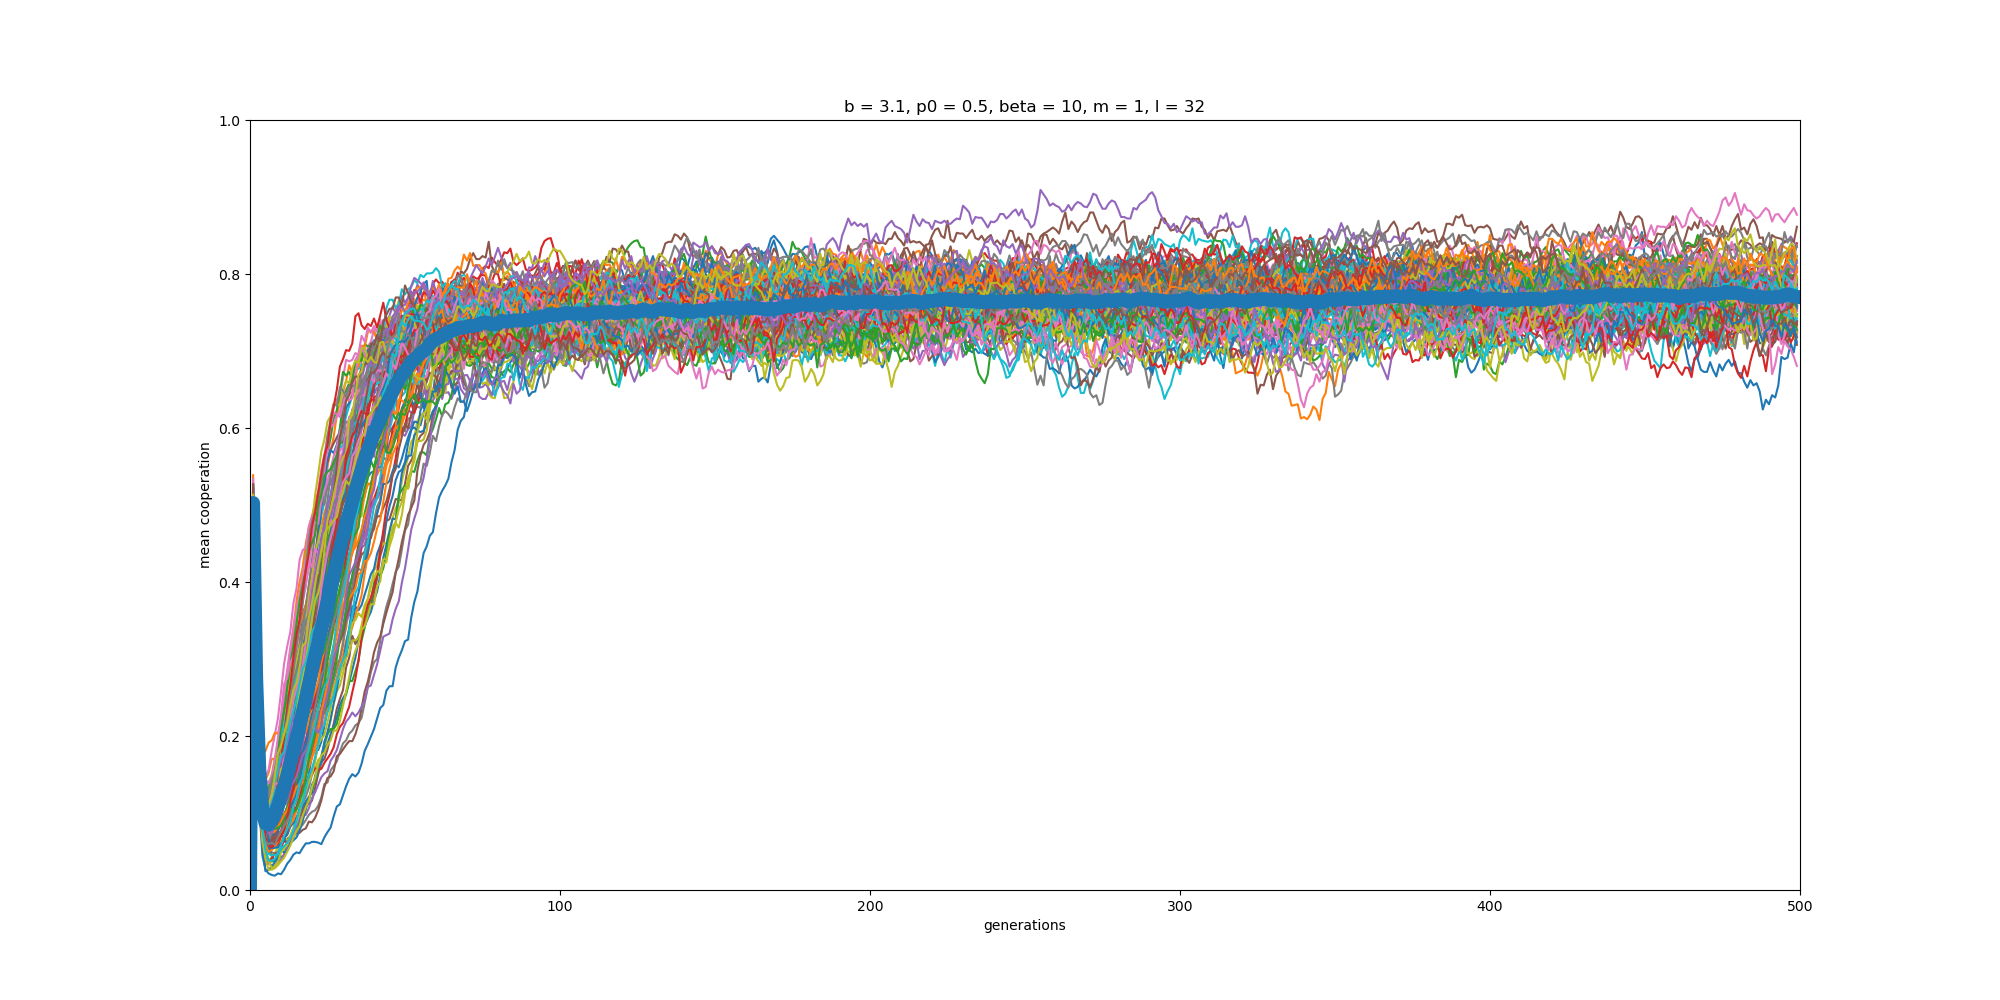 b = 3.1, p0 = 0.5, beta = 10, m = 1, l = 32
1.0
0.8
0.6
0.4
0.2
0.0
mean cooperation
0 100 200 300 400 500
generations